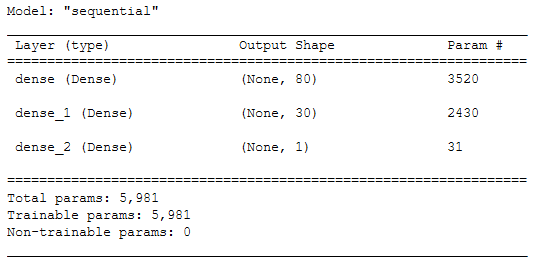 Model: "sequential"
Layer (type) Output Shape Param #
dense (Dense) (None, 80) 3520
dense_1 (Dense) (None, 30) 2430
dense_2 (Dense) (None, 1) 31
Total params: 5,981
Trainable params: 5,981
Non-trainable params: 0